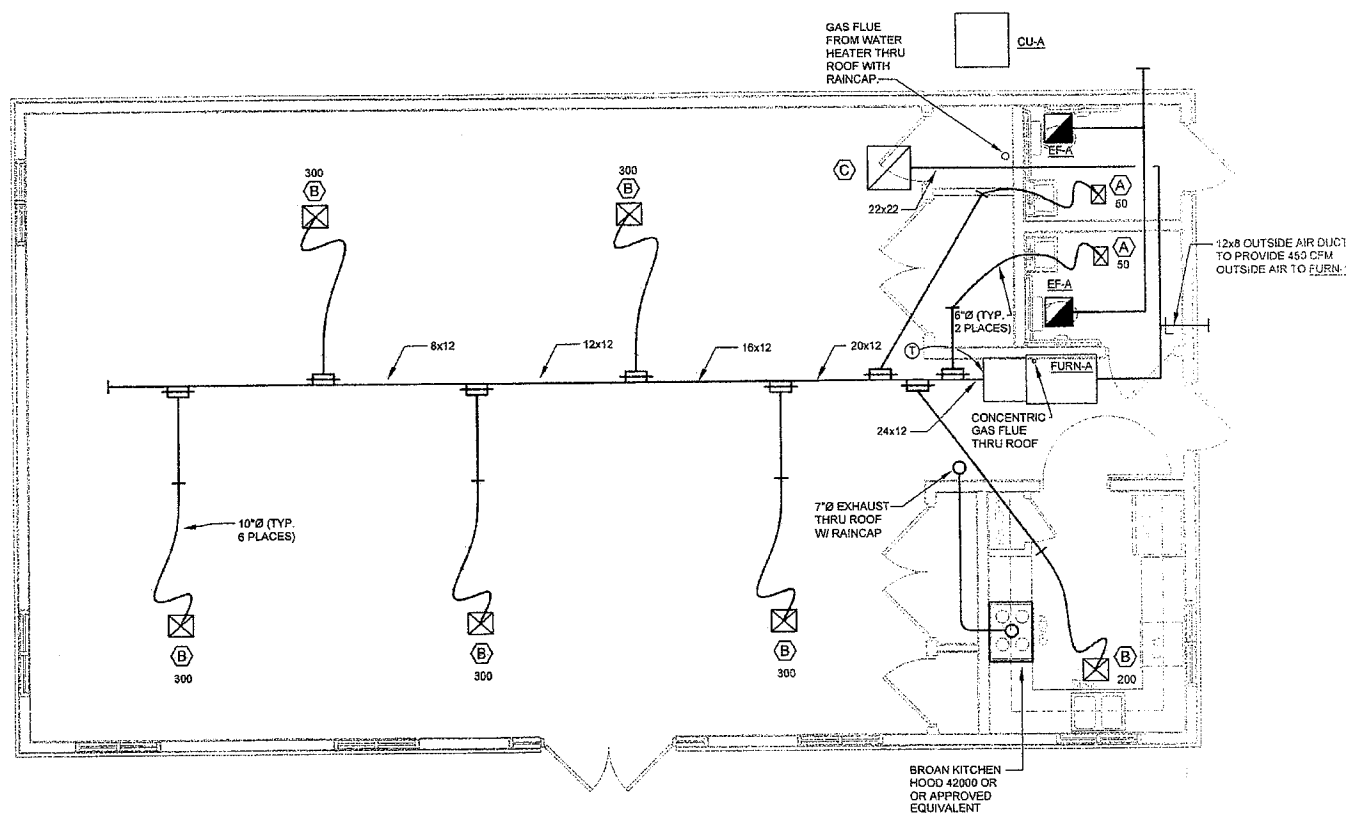 GAS FLUE
FROM WATER
HEATER THRU
ROOF WITH
RAINCAP.
CU-A
EF-A
300
B
300
B
C
22x22
A
50
A
50
12x8 OUTSIDE AIR DUCT
TO PROVIDE 450 CFM
OUTSIDE AIR TO FURN-
EF-A
6"Ø (TYP.
2 PLACES)
8x12
12x12
16x12
20x12
T
FURN-A
24x12
CONCENTRIC
GAS FLUE
THRU ROOF
7"Ø EXHAUST
THRU ROOF
W/ RAINCAP
10"Ø (TYP.
6 PLACES)
B
300
B
300
B
300
B
200
BROAN KITCHEN
HOOD 42000 OR
OR APPROVED
EQUIVALENT